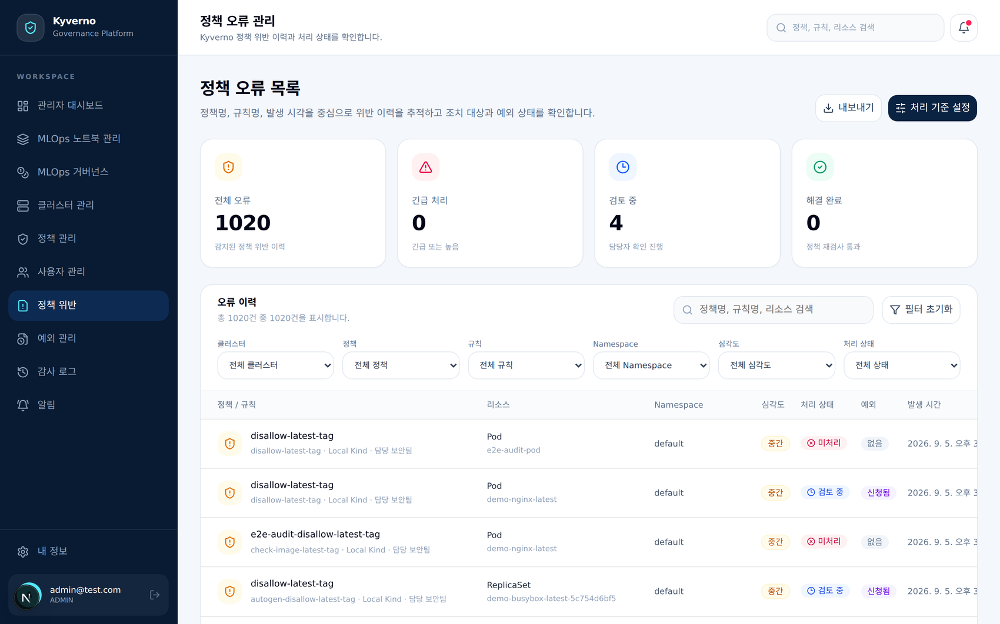 Kyverno
Governance Platform
WORKSPACE
관리자 대시보드
MLOps 노트북 관리
MLOps 거버넌스
클러스터 관리
정책 관리
사용자 관리
정책 위반
예외 관리
감사 로그
알림
내 정보
N
admin@test.com
ADMIN
정책 오류 관리
Kyverno 정책 위반 이력과 처리 상태를 확인합니다.
정책, 규칙, 리소스 검색
정책 오류 목록
정책명, 규칙명, 발생 시각을 중심으로 위반 이력을 추적하고 조치 대상과 예외 상태를 확인합니다.
내보내기
처리 기준 설정
전체 오류
1020
감지된 정책 위반 이력
긴급 처리
0
긴급 또는 높음
검토 중
4
담당자 확인 진행
해결 완료
0
정책 재검사 통과
오류 이력
총 1020건 중 1020건을 표시합니다.
정책명, 규칙명, 리소스 검색
필터 초기화
클러스터 정책 규칙 Namespace 심각도 처리 상태
전체 클러스터 전체 정책 전체 규칙 전체 Namespace 전체 심각도 전체 상태
정책 / 규칙 리소스 Namespace 심각도 처리 상태 예외 발생 시간
disallow-latest-tag Pod
default 중간 미처리 없음 2026. 9. 5. 오후 3
disallow-latest-tag · Local Kind · 담당 보안팀 e2e-audit-pod
disallow-latest-tag Pod
default 중간 검토 중 신청됨 2026. 9. 5. 오후 3
disallow-latest-tag · Local Kind · 담당 보안팀 demo-nginx-latest
e2e-audit-disallow-latest-tag Pod
default 중간 미처리 없음 2026. 9. 5. 오후 3
check-image-latest-tag · Local Kind · 담당 보안팀 demo-nginx-latest
disallow-latest-tag ReplicaSet
default 중간 검토 중 신청됨 2026. 9. 5. 오후 3
autogen-disallow-latest-tag · Local Kind · 담당 보안팀 demo-busybox-latest-5c754d6bf5